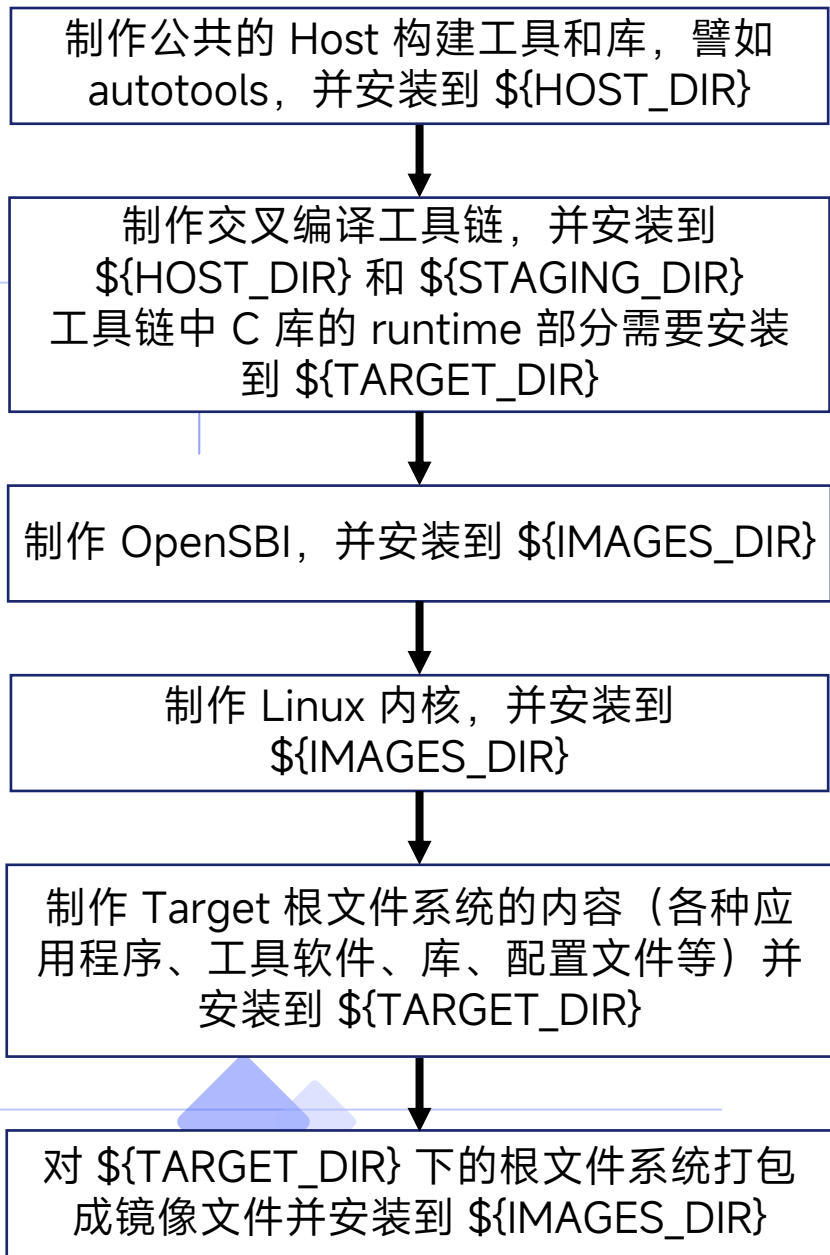 制作公共的 Host 构建工具和库，譬如
autotools，并安装到 ${HOST_DIR}
制作交叉编译工具链，并安装到
${HOST_DIR} 和 ${STAGING_DIR}
工具链中 C 库的 runtime 部分需要安装
到 ${TARGET_DIR}
制作 OpenSBI，并安装到 ${IMAGES_DIR}
制作 Linux 内核，并安装到
${IMAGES_DIR}
制作 Target 根文件系统的内容（各种应
用程序、工具软件、库、配置文件等）并
安装到 ${TARGET_DIR}
对 ${TARGET_DIR} 下的根文件系统打包
成镜像文件并安装到 ${IMAGES_DIR}